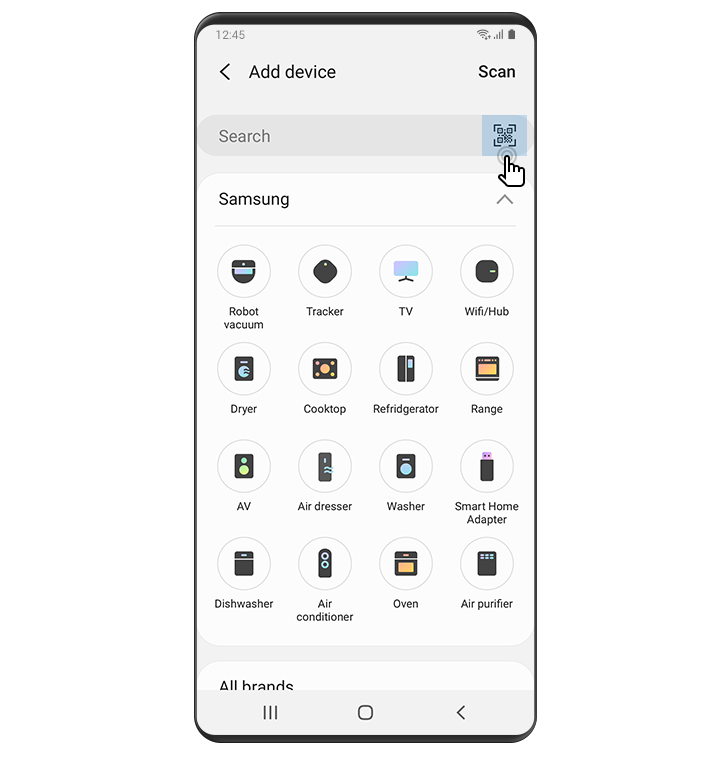 12:45
Add device
Scan
Search
Samsung
Robot
vacuum
Tracker
TV
Wifi/Hub
Dryer
Cooktop
Refridgerator
Range
AV
Air dresser
Washer
Smart Home
Adapter
Dishwasher
Air
conditioner
Oven
Air purifier
All brands